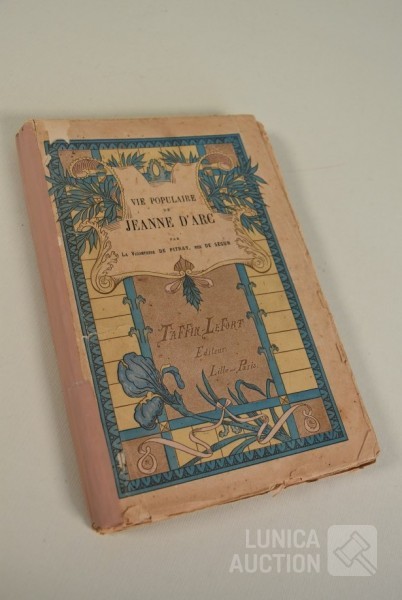 VIE POPULAIRE
DE
JEANNE D'ARC
PAR
LA VICOMTESSE DE PITRAY, NÉE DE SÉGUR
TAFFIN-LEFORT
Editeur
Lille-Paris
LUNICA
AUCTION